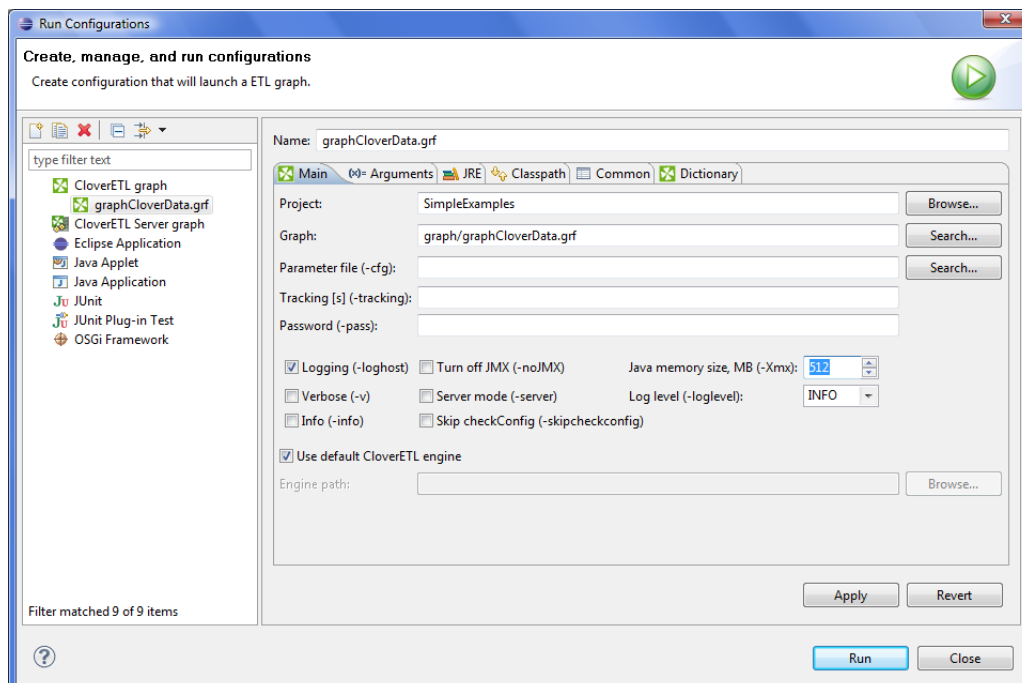 Run Configurations
Create, manage, and run configurations
Create configuration that will launch a ETL graph.
type filter text
CloverETL graph
graphCloverData.grf
CloverETL Server graph
Eclipse Application
Java Applet
Java Application
JUnit
JUnit Plug-in Test
OSGi Framework
Filter matched 9 of 9 items
Name: graphCloverData.grf
Main (x)= Arguments JRE Classpath Common Dictionary
Project: SimpleExamples Browse...
Graph: graph/graphCloverData.grf Search...
Parameter file (-cfg): Search...
Tracking [s] (-tracking):
Password (-pass):
Logging (-loghost) Turn off JMX (-noJMX) Java memory size, MB (-Xmx): 512
Verbose (-v) Server mode (-server) Log level (-loglevel): INFO
Info (-info) Skip checkConfig (-skipcheckconfig)
Use default CloverETL engine
Engine path: Browse...
Apply Revert
Run Close